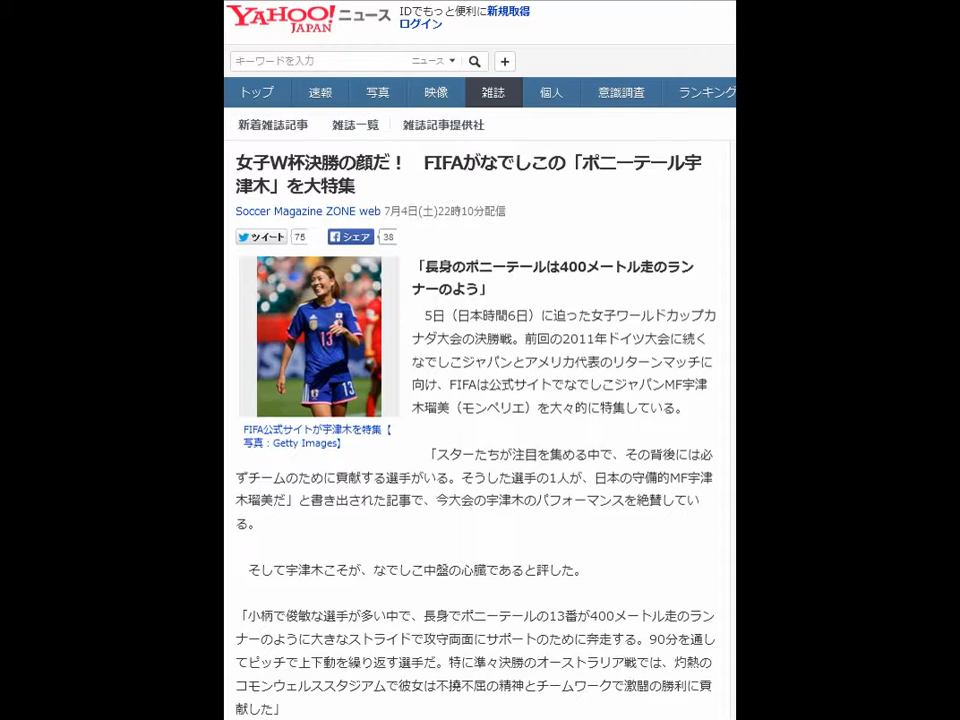 YAHOO! ニュース
JAPAN
IDでもっと便利に新規取得
ログイン
キーワードを入力 ニュース
トップ 速報 写真 映像 雑誌 個人 意識調査 ランキング
新着雑誌記事 雑誌一覧 雑誌記事提供社
女子W杯決勝の顔だ！　FIFAがなでしこの「ポニーテール宇
津木」を大特集
Soccer Magazine ZONE web 7月4日(土)22時10分配信
ツイート 75 シェア 38
「長身のポニーテールは400メートル走のラン
ナーのよう」
5日（日本時間6日）に迫った女子ワールドカップカ
ナダ大会の決勝戦。前回の2011年ドイツ大会に続く
なでしこジャパンとアメリカ代表のリターンマッチに
向け、FIFAは公式サイトでなでしこジャパンMF宇津
木瑠美（モンペリエ）を大々的に特集している。
13
13
FIFA公式サイトが宇津木を特集【
写真：Getty Images】
「スターたちが注目を集める中で、その背後には必
ずチームのために貢献する選手がいる。そうした選手の1人が、日本の守備的MF宇津
木瑠美だ」と書き出された記事で、今大会の宇津木のパフォーマンスを絶賛してい
る。
そして宇津木こそが、なでしこ中盤の心臓であると評した。
「小柄で俊敏な選手が多い中で、長身でポニーテールの13番が400メートル走のラン
ナーのように大きなストライドで攻守両面にサポートのために奔走する。90分を通し
てピッチで上下動を繰り返す選手だ。特に準々決勝のオーストラリア戦では、灼熱の
コモンウェルススタジアムで彼女は不撓不屈の精神とチームワークで激闘の勝利に貢
献した」